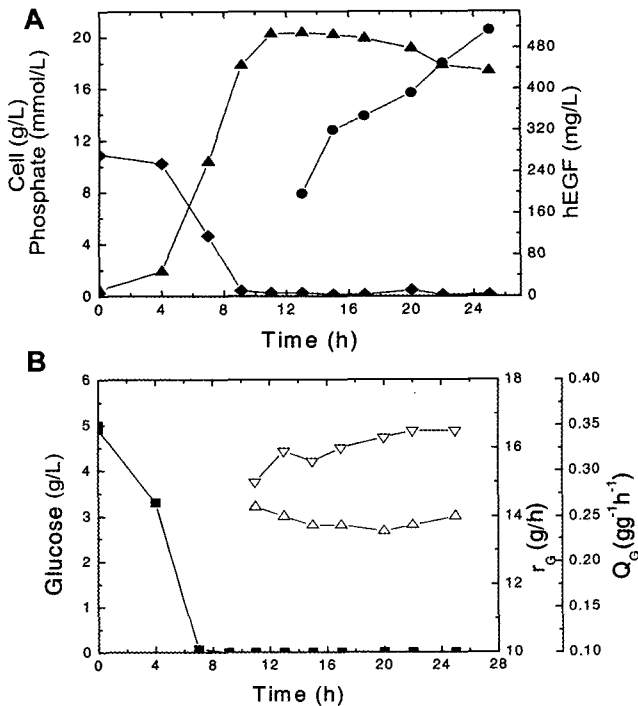 A
Cell (g/L)
Phosphate (mmol/L)
20
16
12
8
4
0
hEGF (mg/L)
480
400
320
240
160
80
0
0 4 8 12 16 20 24
Time (h)
B
Glucose (g/L)
6
5
4
3
2
1
0
r_G (g/h)
18
16
14
12
10
Q_G (gg⁻¹h⁻¹)
0.40
0.35
0.30
0.25
0.20
0.15
0.10
0 4 8 12 16 20 24 28
Time (h)